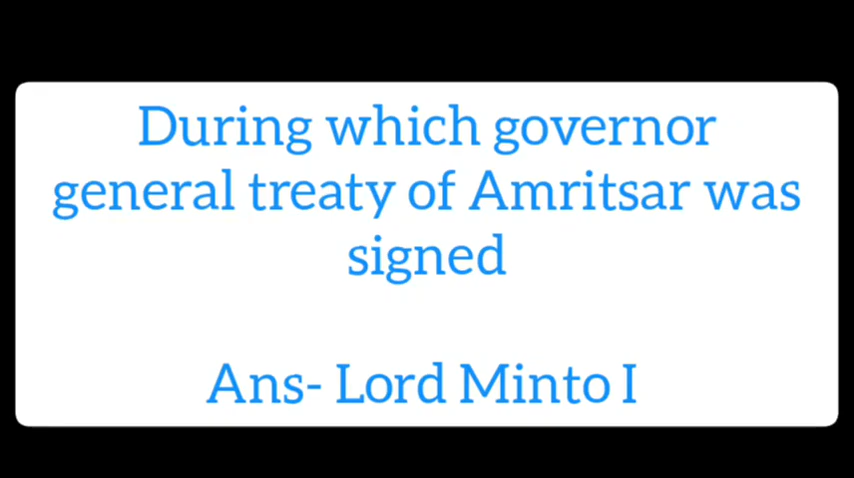 During which governor
general treaty of Amritsar was
signed
Ans- Lord Minto I